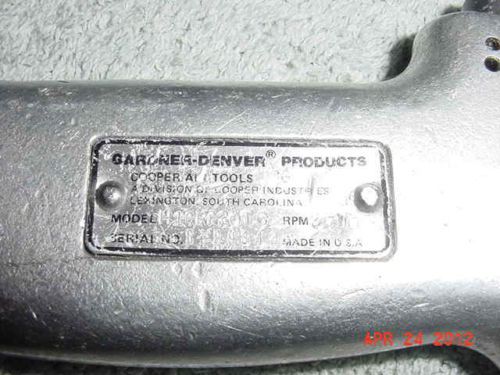 GARDNER-DENVER® PRODUCTS
COOPER AIR TOOLS
A DIVISION OF COOPER INDUSTRIES
LEXINGTON, SOUTH CAROLINA
MODEL RPM
SERIAL NO. MADE IN U.S.A
APR 24 2012